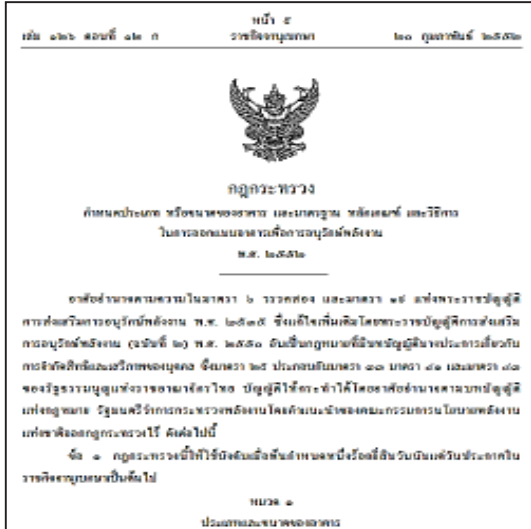 หน้า ๕
เล่ม ๑๒๖ ตอนที่ ๑๒ ก ราชกิจจานุเบกษา ๒๐ กุมภาพันธ์ ๒๕๕๒
กฎกระทรวง
กำหนดประเภท หรือขนาดของอาคาร และมาตรฐาน หลักเกณฑ์ และวิธีการ
ในการออกแบบอาคารเพื่อการอนุรักษ์พลังงาน
พ.ศ. ๒๕๕๒
อาศัยอำนาจตามความในมาตรา ๖ วรรคสอง และมาตรา ๑๙ แห่งพระราชบัญญัติ
การส่งเสริมการอนุรักษ์พลังงาน พ.ศ. ๒๕๓๕ ซึ่งแก้ไขเพิ่มเติมโดยพระราชบัญญัติการส่งเสริม
การอนุรักษ์พลังงาน (ฉบับที่ ๒) พ.ศ. ๒๕๕๐ อันเป็นกฎหมายที่มีบทบัญญัติบางประการเกี่ยวกับ
การจำกัดสิทธิและเสรีภาพของบุคคล ซึ่งมาตรา ๒๙ ประกอบกับมาตรา ๓๓ มาตรา ๔๑ และมาตรา ๔๓
ของรัฐธรรมนูญแห่งราชอาณาจักรไทย บัญญัติให้กระทำได้โดยอาศัยอำนาจตามบทบัญญัติ
แห่งกฎหมาย รัฐมนตรีว่าการกระทรวงพลังงานโดยคำแนะนำของคณะกรรมการนโยบายพลังงาน
แห่งชาติออกกฎกระทรวงไว้ ดังต่อไปนี้
ข้อ ๑ กฎกระทรวงนี้ให้ใช้บังคับเมื่อพ้นกำหนดหนึ่งร้อยยี่สิบวันนับแต่วันประกาศใน
ราชกิจจานุเบกษาเป็นต้นไป
หมวด ๑
ประเภทและขนาดของอาคาร